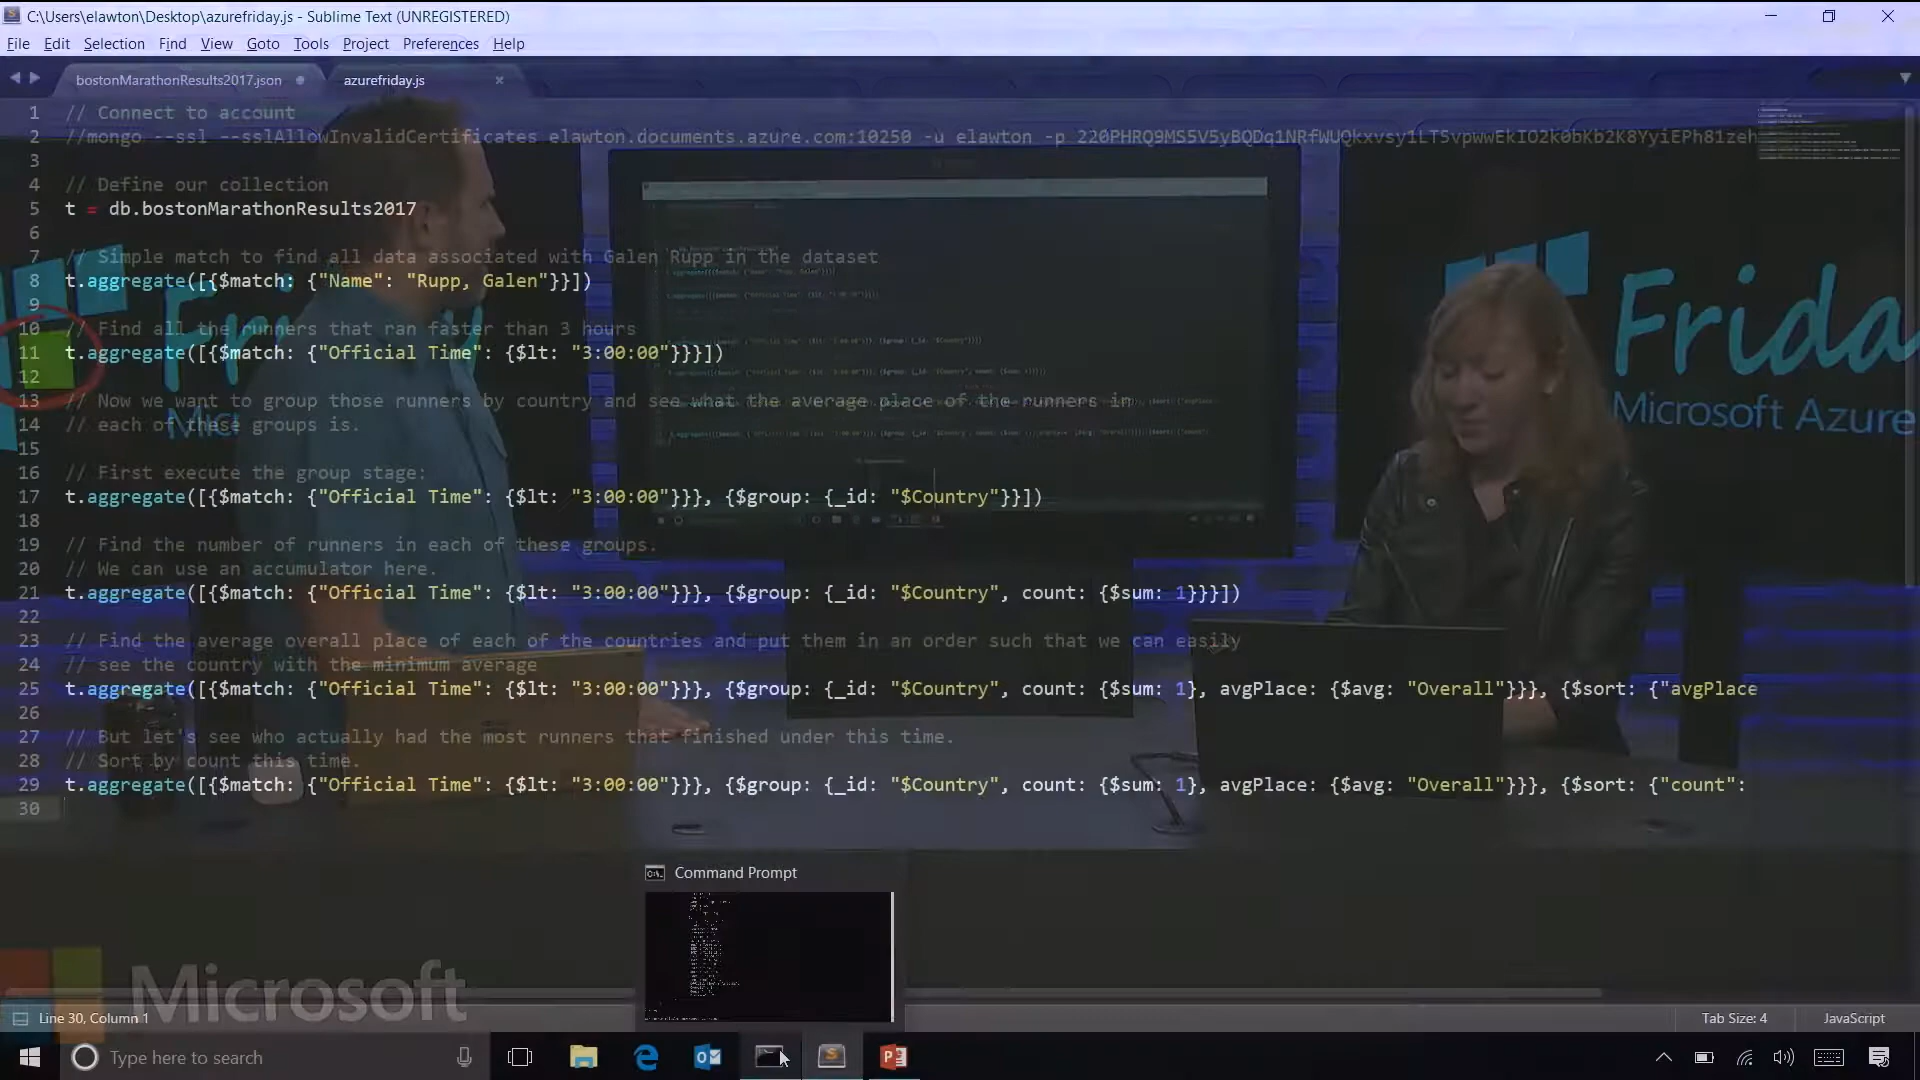 C:\Users\elawton\Desktop\azurefriday.js - Sublime Text (UNREGISTERED)
File Edit Selection Find View Goto Tools Project Preferences Help
bostonMarathonResults2017.json azurefriday.js
1 // Connect to account
2 //mongo --ssl --sslAllowInvalidCertificates elawton.documents.azure.com:10250 -u elawton -p
3
4 // Define our collection
5 t = db.bostonMarathonResults2017
6
7 // Simple match to find all data associated with Galen Rupp in the dataset
8 t.aggregate([{$match: {"Name": "Rupp, Galen"}}])
9
10 // Find all the runners that ran faster than 3 hours
11 t.aggregate([{$match: {"Official Time": {$lt: "3:00:00"}}}])
12
13 // Now we want to group those runners by country and see what the average place of the runners in
14 // each of these groups is.
15
16 // First execute the group stage:
17 t.aggregate([{$match: {"Official Time": {$lt: "3:00:00"}}}, {$group: {_id: "$Country"}}])
18
19 // Find the number of runners in each of these groups.
20 // We can use an accumulator here.
21 t.aggregate([{$match: {"Official Time": {$lt: "3:00:00"}}}, {$group: {_id: "$Country", count: {$sum: 1}}}])
22
23 // Find the average overall place of each of the countries and put them in an order such that we can easily
24 // see the country with the minimum average
25 t.aggregate([{$match: {"Official Time": {$lt: "3:00:00"}}}, {$group: {_id: "$Country", count: {$sum: 1}, avgPlace: {$avg: "Overall"}}}, {$sort: {"avgPlace
26
27 // But let's see who actually had the most runners that finished under this time.
28 // Sort by count this time.
29 t.aggregate([{$match: {"Official Time": {$lt: "3:00:00"}}}, {$group: {_id: "$Country", count: {$sum: 1}, avgPlace: {$avg: "Overall"}}}, {$sort: {"count":
30
Friday
Microsoft Azure
Command Prompt
Microsoft
Line 30, Column 1 Tab Size: 4 JavaScript
Type here to search